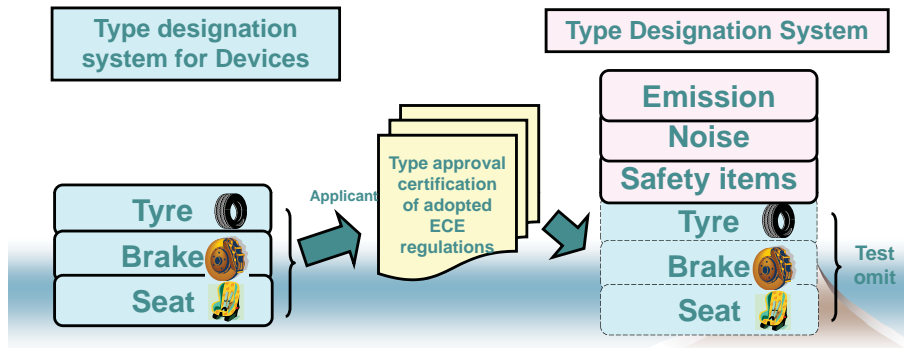 Type designation
system for Devices
Type Designation System
Applicant
Type approval
certification
of adopted
ECE
regulations
Tyre
Brake
Seat
Emission
Noise
Safety items
Tyre
Brake
Seat
Test
omit